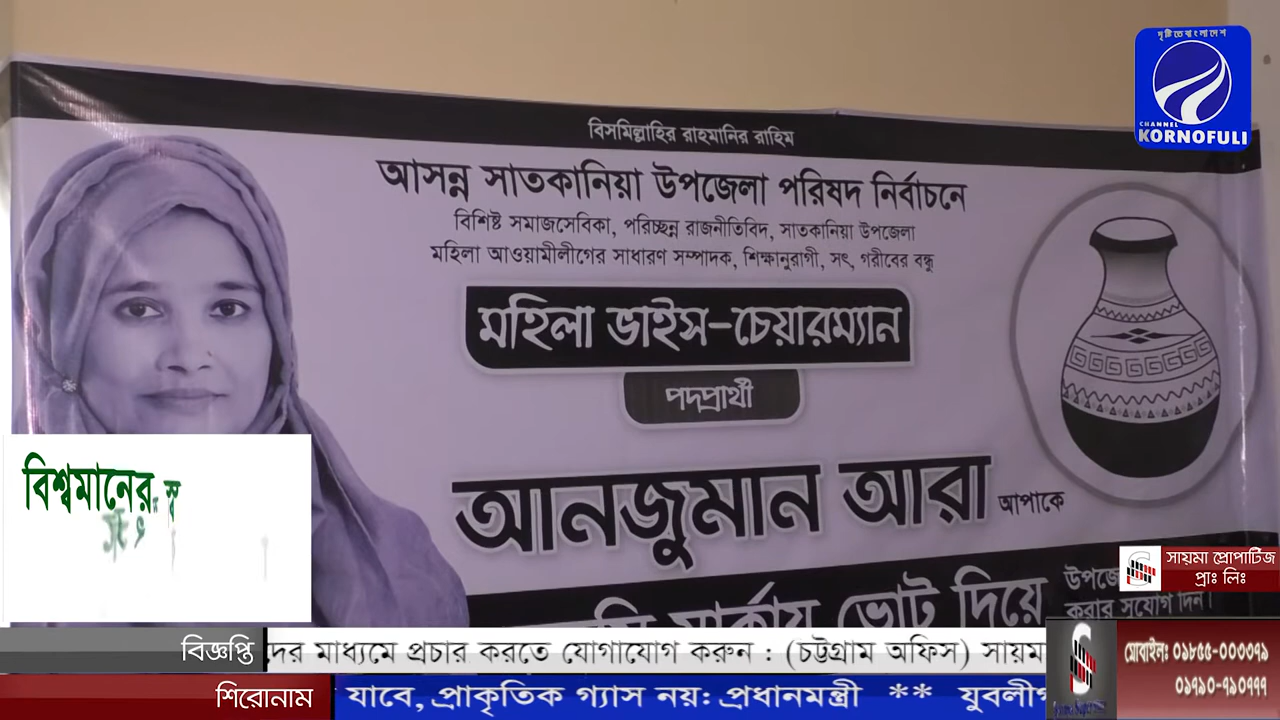 দৃষ্টিতে বাংলাদেশ
CHANNEL
KORNOFULI
বিসমিল্লাহির রাহমানির রাহিম
আসন্ন সাতকানিয়া উপজেলা পরিষদ নির্বাচনে
বিশিষ্ট সমাজসেবিকা, পরিচ্ছন্ন রাজনীতিবিদ, সাতকানিয়া উপজেলা
মহিলা আওয়ামীলীগের সাধারণ সম্পাদক, শিক্ষানুরাগী, সৎ, গরীবের বন্ধু
মহিলা ভাইস-চেয়ারম্যান
পদপ্রার্থী
আনজুমান আরা আপাকে
মার্কায় ভোট দিয়ে
করার সুযোগ দিন।
বিশ্বমানের
সায়মা প্রোপার্টিজ
প্রাঃ লিঃ
বিজ্ঞপ্তি দের মাধ্যমে প্রচার করতে যোগাযোগ করুন : (চট্টগ্রাম অফিস) সায়ম
শিরোনাম যাবে, প্রাকৃতিক গ্যাস নয়: প্রধানমন্ত্রী ** যুবলীগ
মোবাইলঃ ০১৮৫৫-০০৩৩৭১
০১৭১০-৭১০৭৭৭